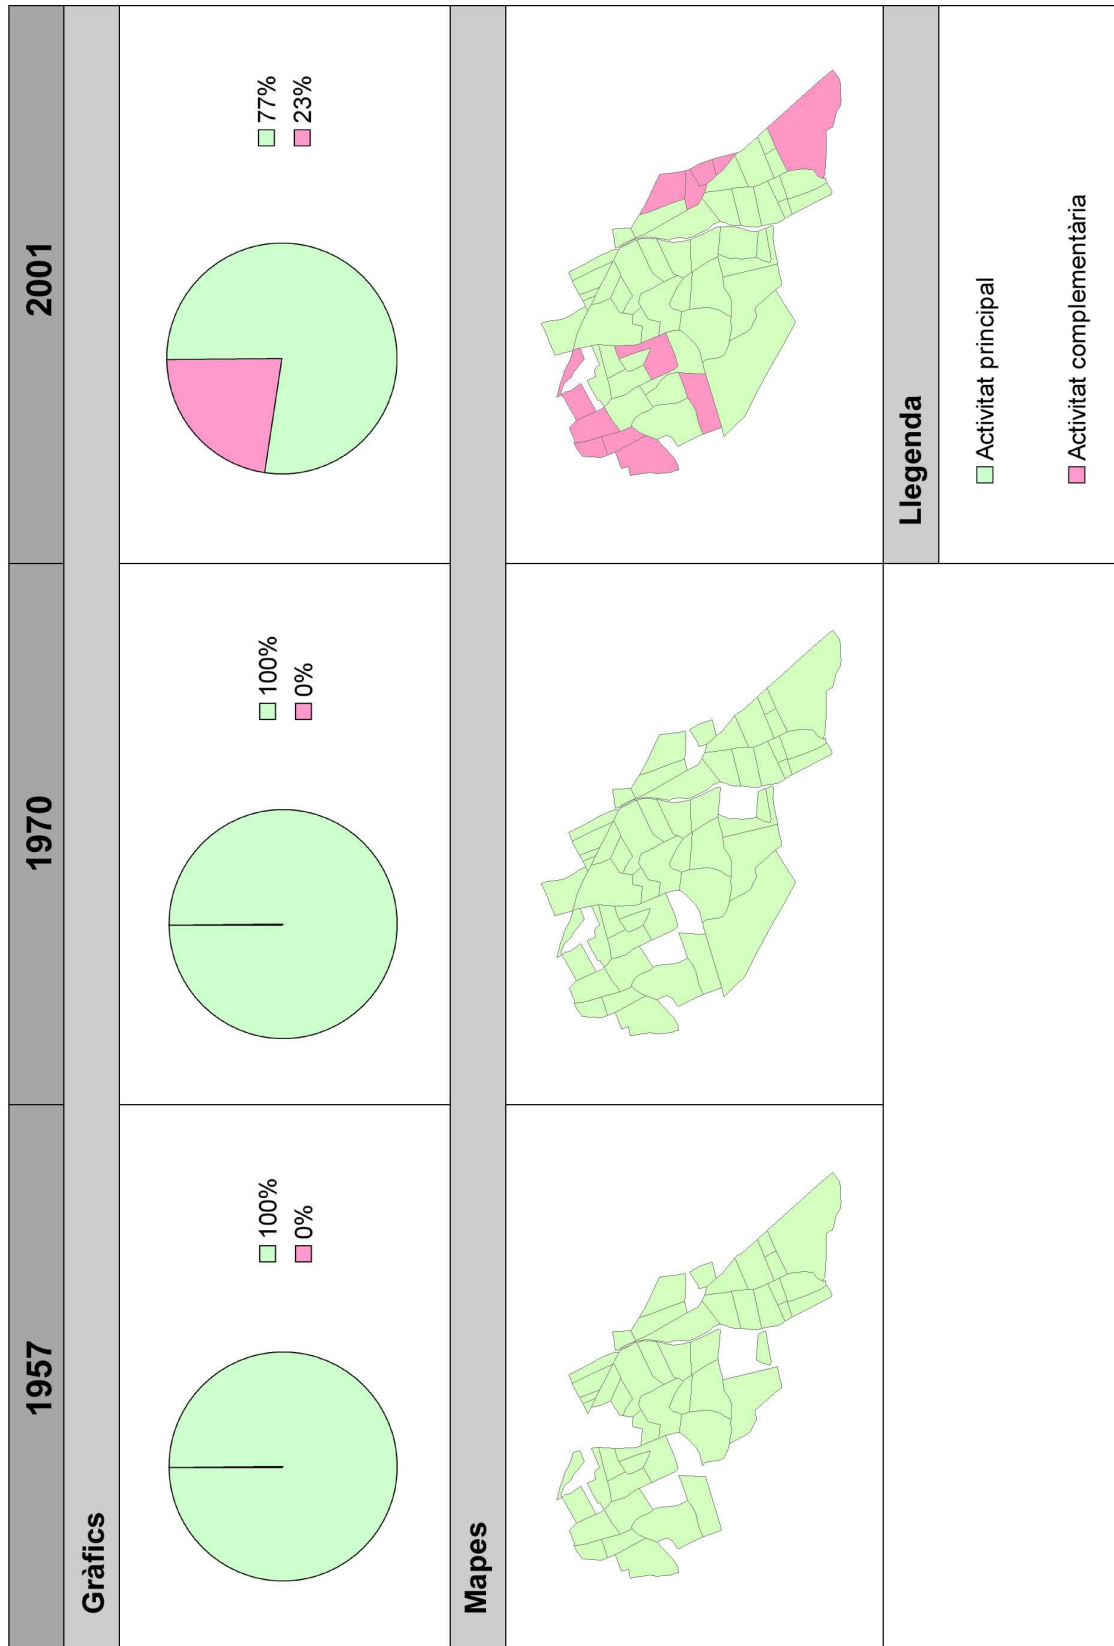 1957
1970
2001
Gràfics
100%
0%
100%
0%
77%
23%
Mapes
Llegenda
Activitat principal
Activitat complementària